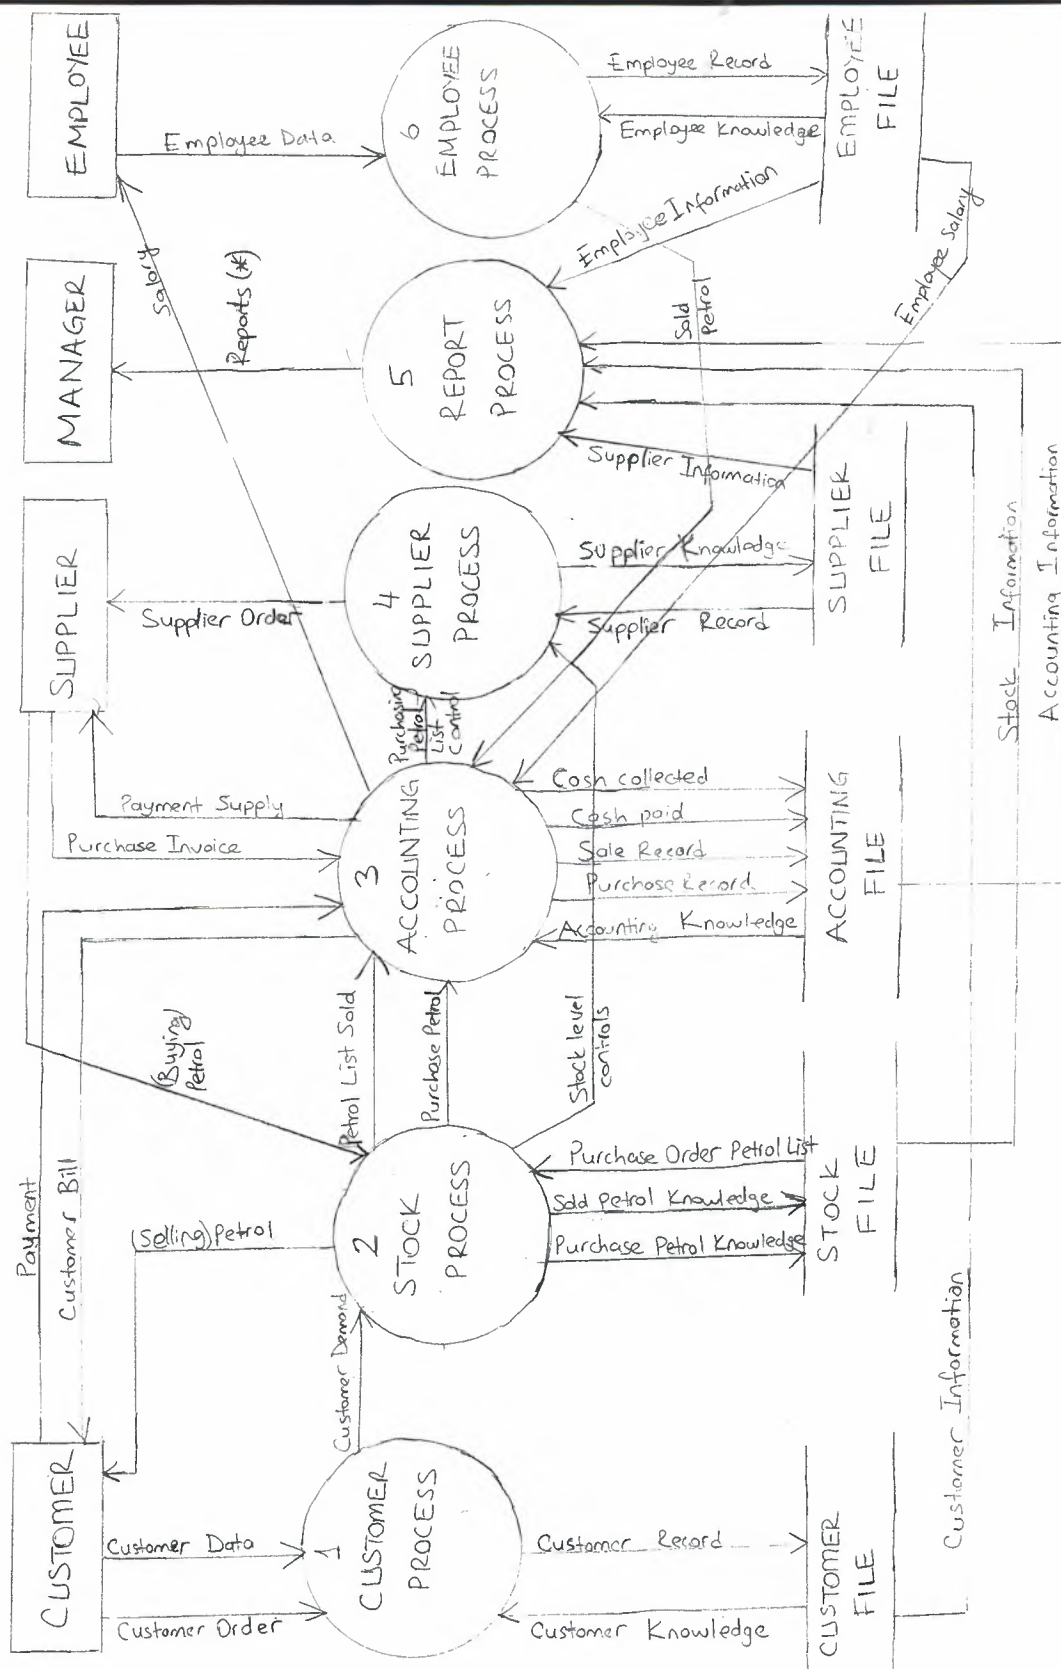 EMPLOYEE
MANAGER
SUPPLIER
CUSTOMER
Employee Data
Salary
Reports (*)
Supplier Order
Payment Supply
Purchase Invoice
(Buying)
Petrol
Payment
Customer Bill
(Selling) Petrol
Customer Data
Customer Order
6
EMPLOYEE
PROCESS
5
REPORT
PROCESS
4
SUPPLIER
PROCESS
Purchasing
Petrol
List
Control
3
ACCOUNTING
PROCESS
Petrol List Sold
Purchase Petrol
2
STOCK
PROCESS
Customer Demand
1
CUSTOMER
PROCESS
Employee Record
Employee Knowledge
Employee Information
Sold
Petrol
Employee Salary
Supplier Information
Supplier Knowledge
Supplier Record
Cash collected
Cash paid
Sale Record
Purchase Record
Accounting Knowledge
Stock level
controls
Purchase Order Petrol List
Sold Petrol Knowledge
Purchase Petrol Knowledge
Customer Record
Customer Knowledge
EMPLOYEE
FILE
SUPPLIER
FILE
ACCOUNTING
FILE
STOCK
FILE
CUSTOMER
FILE
Stock Information
Accounting Information
Customer Information